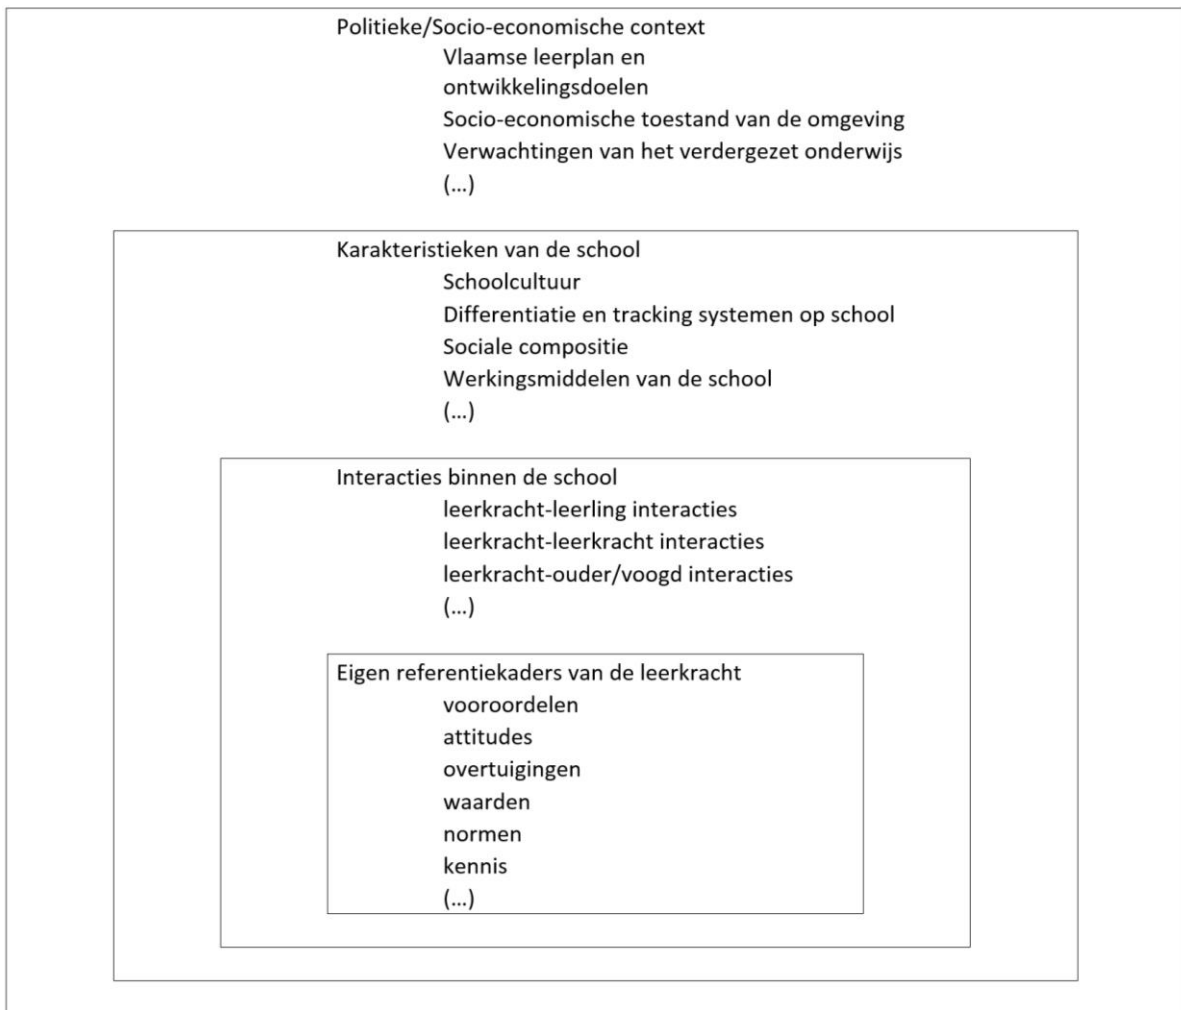 Politieke/Socio-economische context
Vlaamse leerplan en
ontwikkelingsdoelen
Socio-economische toestand van de omgeving
Verwachtingen van het verdergezet onderwijs
(...)
Karakteristieken van de school
Schoolcultuur
Differentiatie en tracking systemen op school
Sociale compositie
Werkingsmiddelen van de school
(...)
Interacties binnen de school
leerkracht-leerling interacties
leerkracht-leerkracht interacties
leerkracht-ouder/voogd interacties
(...)
Eigen referentiekaders van de leerkracht
vooroordelen
attitudes
overtuigingen
waarden
normen
kennis
(...)